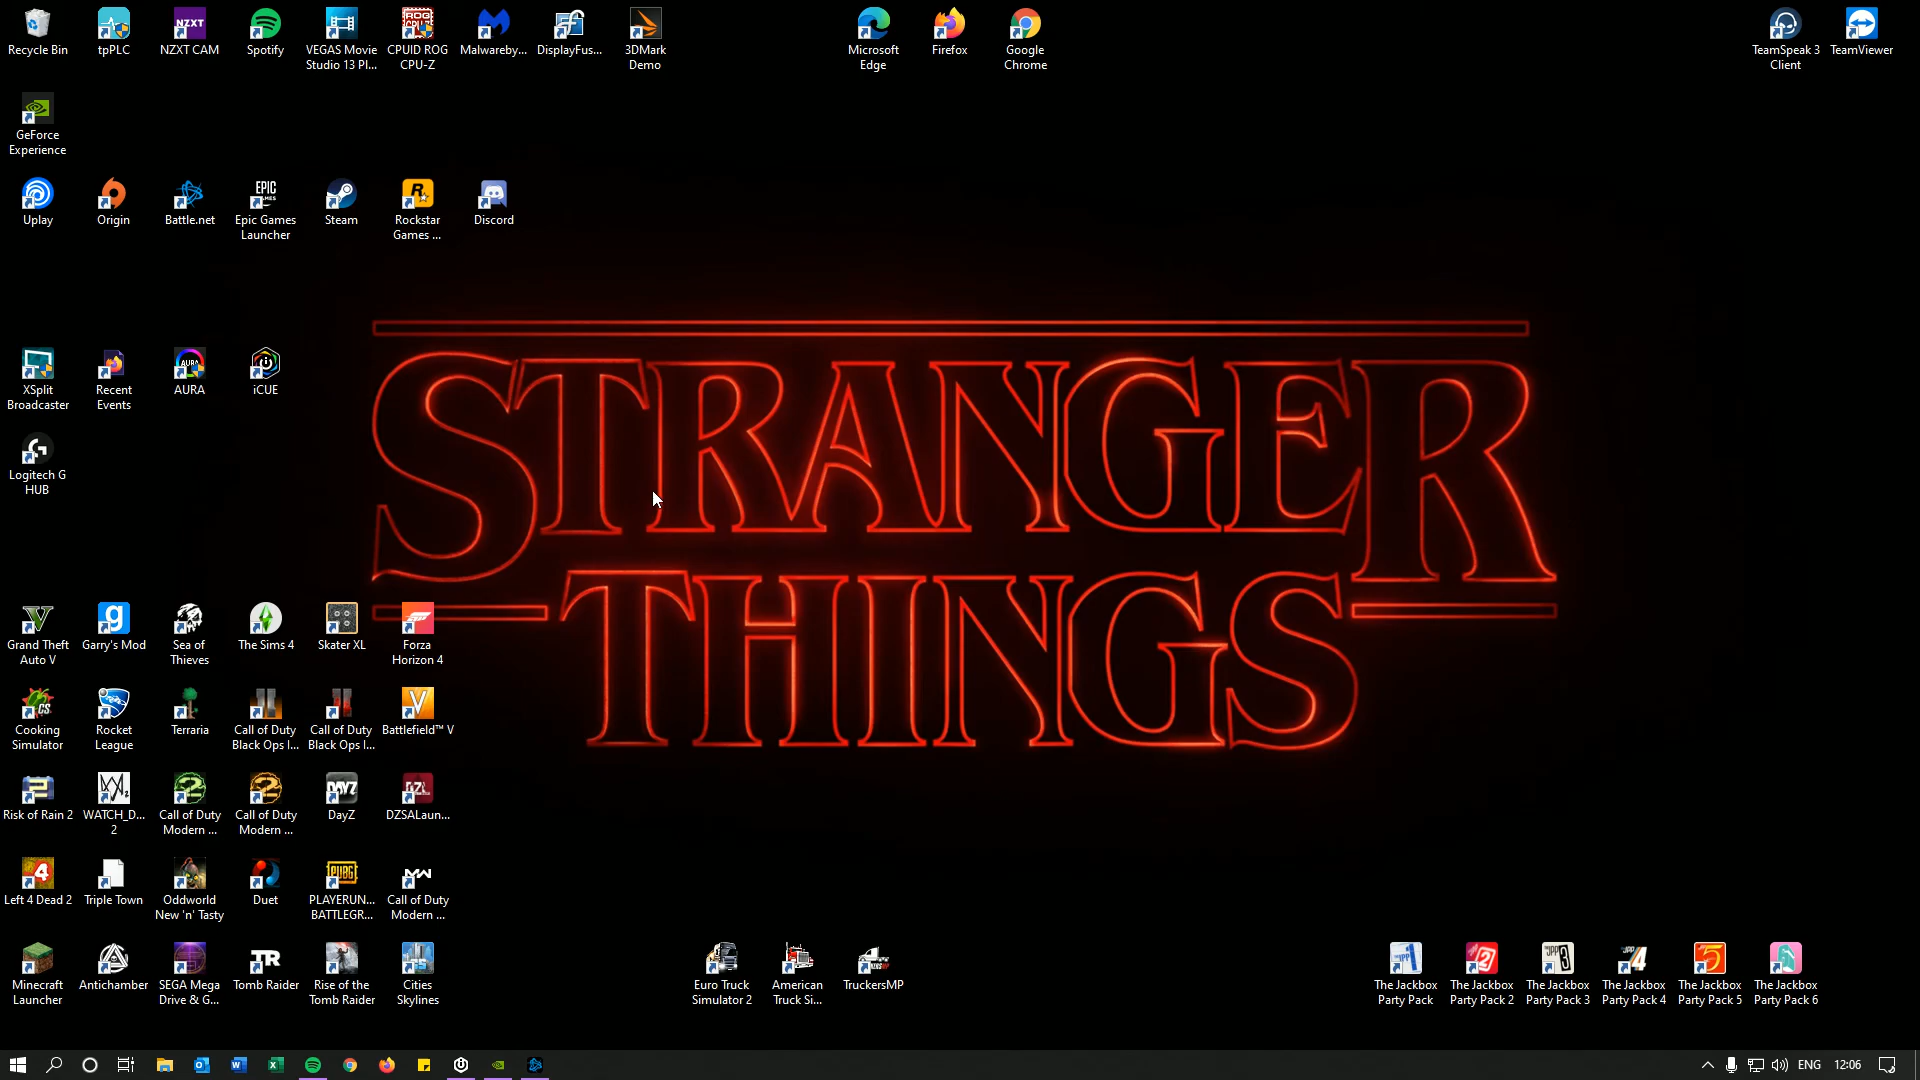 Recycle Bin
tpPLC
NZXT CAM
Spotify
VEGAS Movie
Studio 13 Pl...
CPUID ROG
CPU-Z
Malwareby...
DisplayFus...
3DMark
Demo
Microsoft
Edge
Firefox
Google
Chrome
TeamSpeak 3
Client
TeamViewer
GeForce
Experience
Uplay
Origin
Battle.net
Epic Games
Launcher
Steam
Rockstar
Games ...
Discord
XSplit
Broadcaster
Recent
Events
AURA
iCUE
Logitech G
HUB
STRANGER
THINGS
Grand Theft
Auto V
Garry's Mod
Sea of
Thieves
The Sims 4
Skater XL
Forza
Horizon 4
Cooking
Simulator
Rocket
League
Terraria
Call of Duty
Black Ops I...
Call of Duty
Black Ops I...
Battlefield™ V
Risk of Rain 2
WATCH_D...
2
Call of Duty
Modern ...
Call of Duty
Modern ...
DayZ
DZSALaun...
Left 4 Dead 2
Triple Town
Oddworld
New 'n' Tasty
Duet
PLAYERUN...
BATTLEGR...
Call of Duty
Modern ...
Minecraft
Launcher
Antichamber
SEGA Mega
Drive & G...
Tomb Raider
Rise of the
Tomb Raider
Cities
Skylines
Euro Truck
Simulator 2
American
Truck Si...
TruckersMP
The Jackbox
Party Pack
The Jackbox
Party Pack 2
The Jackbox
Party Pack 3
The Jackbox
Party Pack 4
The Jackbox
Party Pack 5
The Jackbox
Party Pack 6
ENG
12:06